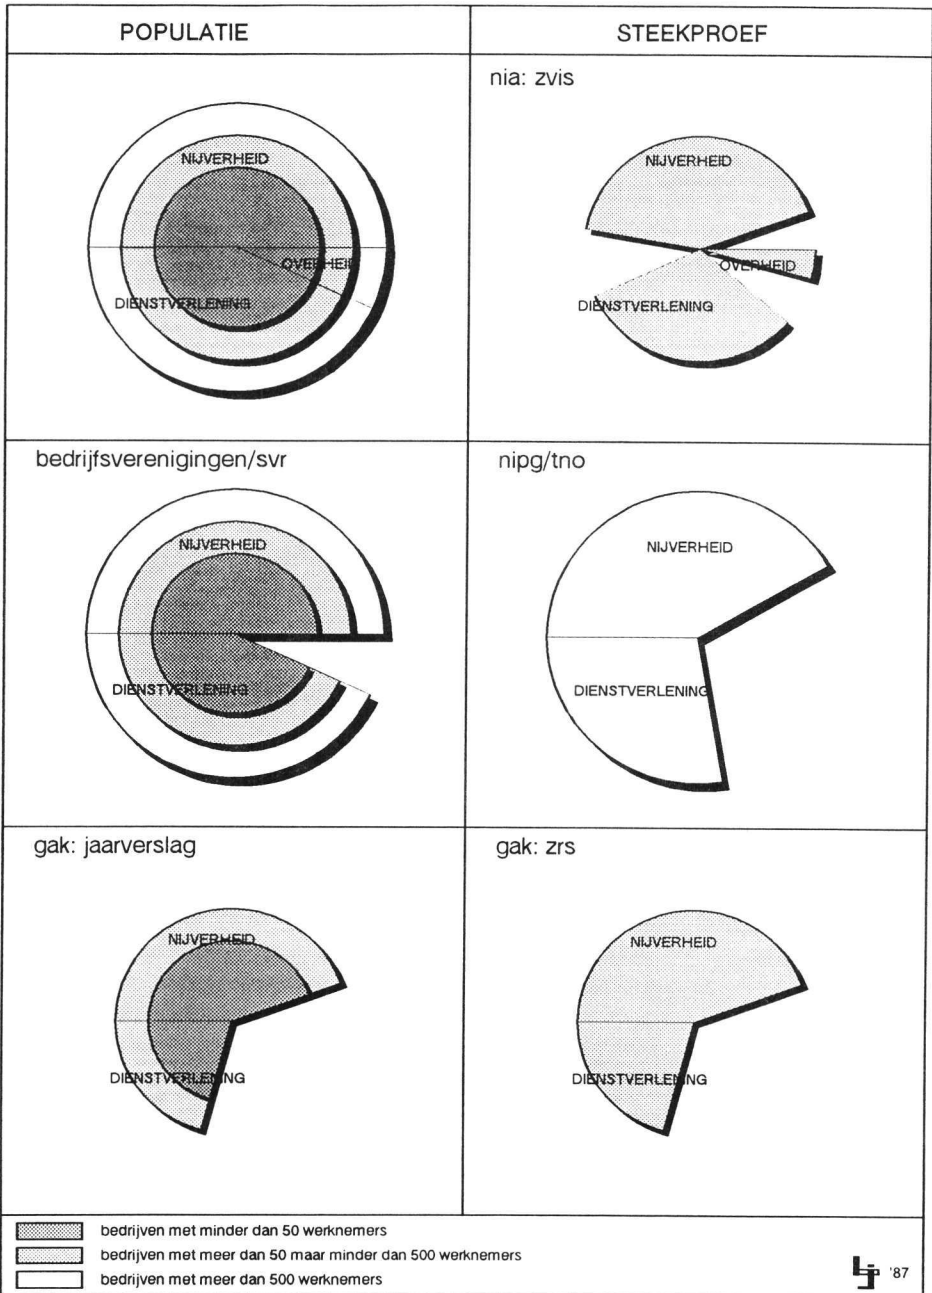 POPULATIE
STEEKPROEF
NIJVERHEID
OVERHEID
DIENSTVERLENING
nia: zvis
NIJVERHEID
OVERHEID
DIENSTVERLENING
bedrijfsverenigingen/svr
NIJVERHEID
DIENSTVERLENING
nipg/tno
NIJVERHEID
DIENSTVERLENING
gak: jaarverslag
NIJVERHEID
DIENSTVERLENING
gak: zrs
NIJVERHEID
DIENSTVERLENING
bedrijven met minder dan 50 werknemers
bedrijven met meer dan 50 maar minder dan 500 werknemers
bedrijven met meer dan 500 werknemers
'87